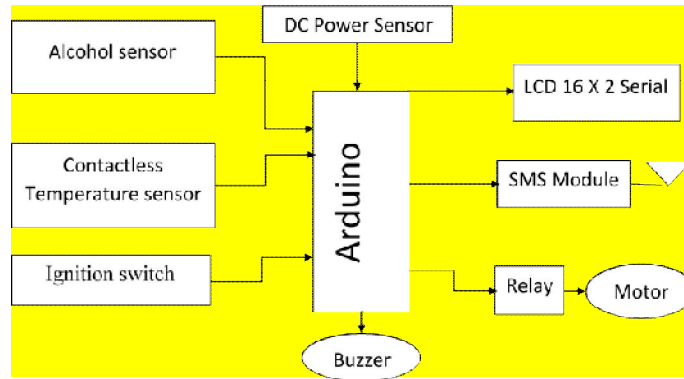 DC Power Sensor
Alcohol sensor
LCD 16 X 2 Serial
Contactless
Temperature sensor
Arduino
SMS Module
Ignition switch
Relay
Motor
Buzzer